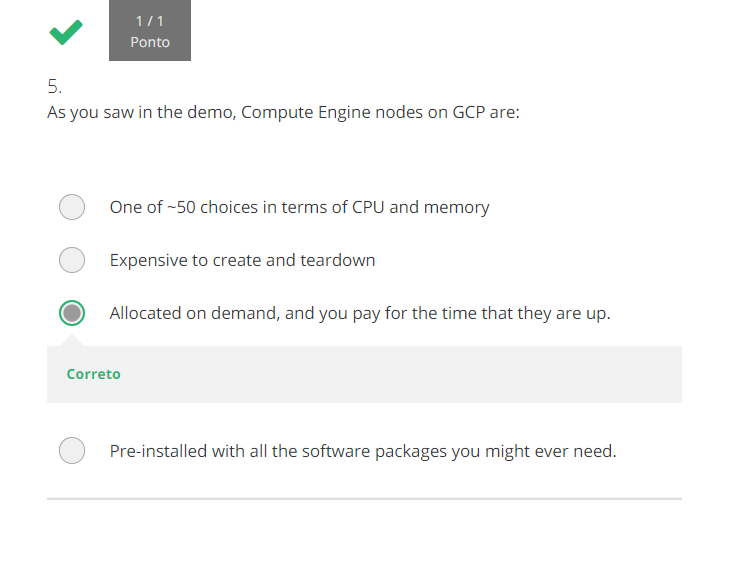 1 / 1
Ponto
5.
As you saw in the demo, Compute Engine nodes on GCP are:
One of ~50 choices in terms of CPU and memory
Expensive to create and teardown
Allocated on demand, and you pay for the time that they are up.
Correto
Pre-installed with all the software packages you might ever need.